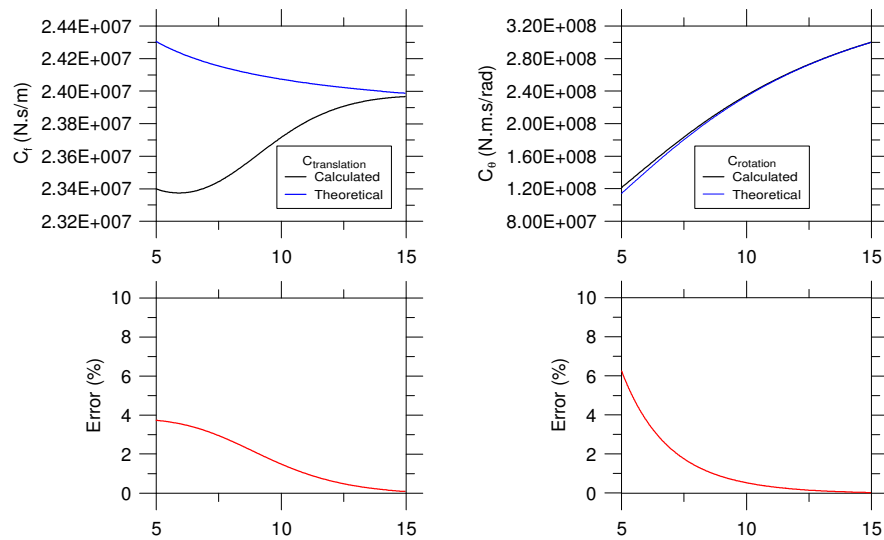 2.44E+007
2.42E+007
2.40E+007
2.38E+007
2.36E+007
2.34E+007
2.32E+007
C_f (N.s/m)
C_translation
Calculated
Theoretical
5 10 15
3.20E+008
2.80E+008
2.40E+008
2.00E+008
1.60E+008
1.20E+008
8.00E+007
C_θ (N.m.s/rad)
C_rotation
Calculated
Theoretical
5 10 15
10
8
6
4
2
0
Error (%)
5 10 15
10
8
6
4
2
0
Error (%)
5 10 15